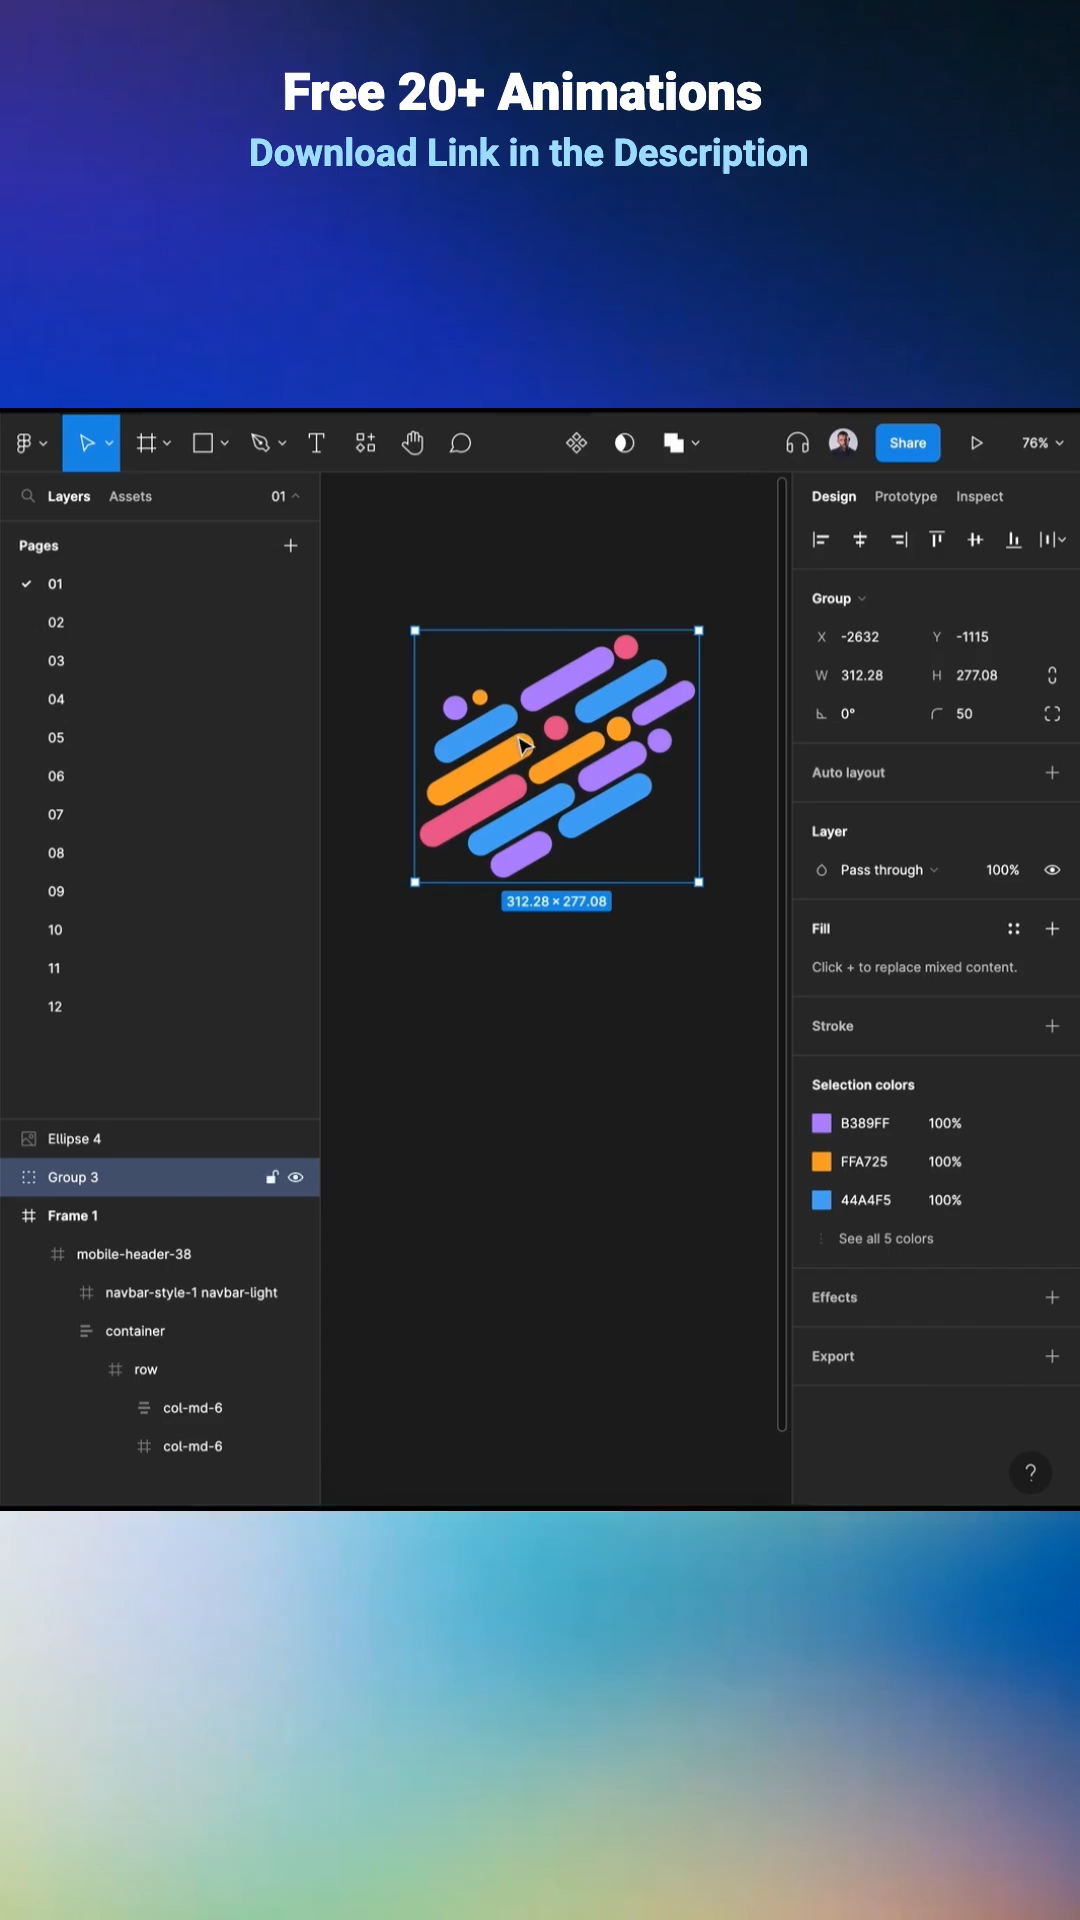 Free 20+ Animations
Download Link in the Description
Share
76%
Layers Assets 01
Design Prototype Inspect
Pages
01
02
03
04
05
06
07
08
09
10
11
12
Group
X -2632 Y -1115
W 312.28 H 277.08
0° 50
Auto layout
Layer
Pass through 100%
312.28 × 277.08
Fill
Click + to replace mixed content.
Stroke
Selection colors
B389FF 100%
FFA725 100%
44A4F5 100%
See all 5 colors
Effects
Export
Ellipse 4
Group 3
Frame 1
mobile-header-38
navbar-style-1 navbar-light
container
row
col-md-6
col-md-6
?